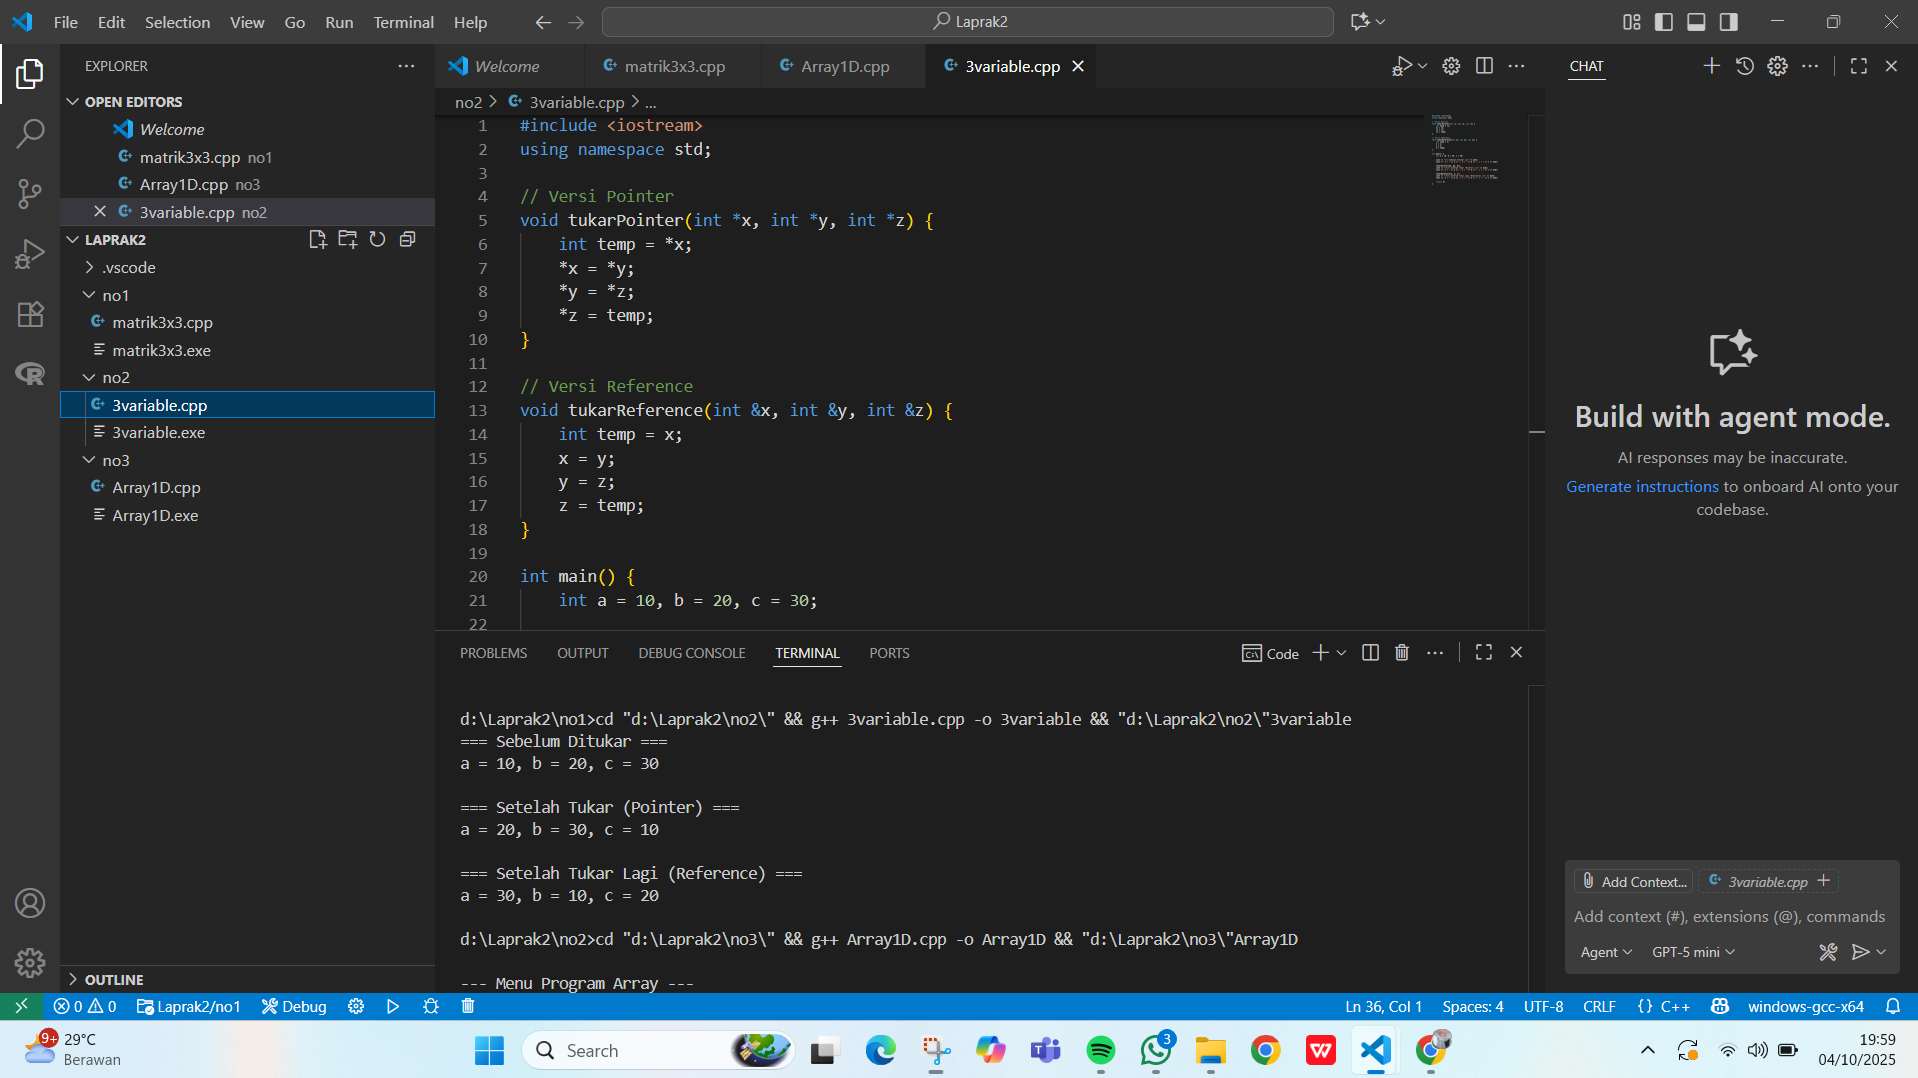 File Edit Selection View Go Run Terminal Help
Laprak2
EXPLORER
OPEN EDITORS
Welcome
matrik3x3.cpp no1
Array1D.cpp no3
3variable.cpp no2
LAPRAK2
.vscode
no1
matrik3x3.cpp
matrik3x3.exe
no2
3variable.cpp
3variable.exe
no3
Array1D.cpp
Array1D.exe
OUTLINE
Welcome matrik3x3.cpp Array1D.cpp 3variable.cpp
no2 > 3variable.cpp > ...
1 #include <iostream>
2 using namespace std;
3
4 // Versi Pointer
5 void tukarPointer(int *x, int *y, int *z) {
6 int temp = *x;
7 *x = *y;
8 *y = *z;
9 *z = temp;
10 }
11
12 // Versi Reference
13 void tukarReference(int &x, int &y, int &z) {
14 int temp = x;
15 x = y;
16 y = z;
17 z = temp;
18 }
19
20 int main() {
21 int a = 10, b = 20, c = 30;
22
PROBLEMS OUTPUT DEBUG CONSOLE TERMINAL PORTS
Code
d:\Laprak2\no1>cd "d:\Laprak2\no2\" && g++ 3variable.cpp -o 3variable && "d:\Laprak2\no2\"3variable
=== Sebelum Ditukar ===
a = 10, b = 20, c = 30
=== Setelah Tukar (Pointer) ===
a = 20, b = 30, c = 10
=== Setelah Tukar Lagi (Reference) ===
a = 30, b = 10, c = 20
d:\Laprak2\no2>cd "d:\Laprak2\no3\" && g++ Array1D.cpp -o Array1D && "d:\Laprak2\no3\"Array1D
--- Menu Program Array ---
CHAT
Build with agent mode.
AI responses may be inaccurate.
Generate instructions to onboard AI onto your
codebase.
Add Context... 3variable.cpp
Add context (#), extensions (@), commands
Agent GPT-5 mini
0 0 Laprak2/no1 Debug
Ln 36, Col 1 Spaces: 4 UTF-8 CRLF {} C++ windows-gcc-x64
9+
29°C
Berawan
Search
3
19:59
04/10/2025